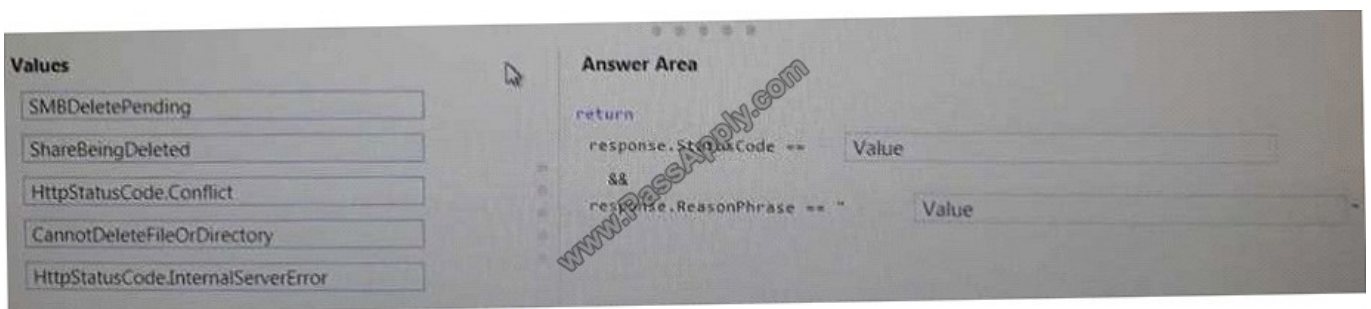 Values
SMBDeletePending
ShareBeingDeleted
HttpStatusCode.Conflict
CannotDeleteFileOrDirectory
HttpStatusCode.InternalServerError
Answer Area
return
response.StatusCode == Value
&&
response.ReasonPhrase == " Value "
www.PassApply.com